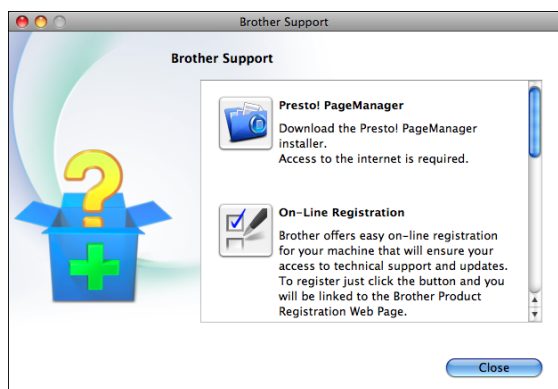 Brother Support
Brother Support
Presto! PageManager
Download the Presto! PageManager
installer.
Access to the internet is required.
On-Line Registration
Brother offers easy on-line registration
for your machine that will ensure your
access to technical support and updates.
To register just click the button and you
will be linked to the Brother Product
Registration Web Page.
Close